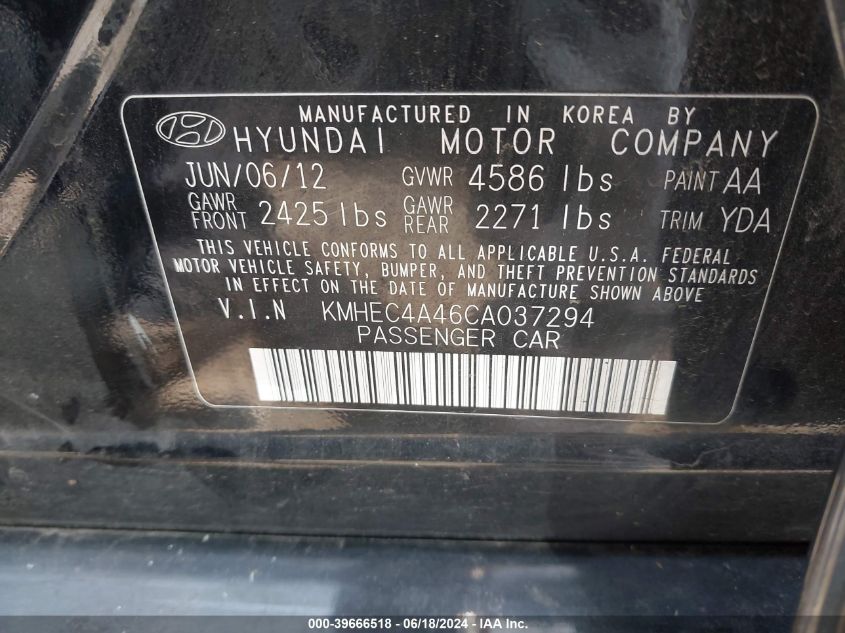 MANUFACTURED IN KOREA BY
HYUNDAI MOTOR COMPANY
JUN/06/12 GVWR 4586 lbs PAINT AA
GAWR FRONT 2425 lbs GAWR REAR 2271 lbs TRIM YDA
THIS VEHICLE CONFORMS TO ALL APPLICABLE U.S.A. FEDERAL
MOTOR VEHICLE SAFETY, BUMPER, AND THEFT PREVENTION STANDARDS
IN EFFECT ON THE DATE OF MANUFACTURE SHOWN ABOVE.
V.I.N KMHEC4A46CA037294
PASSENGER CAR
000-39666518 - 06/18/2024 - IAA Inc.